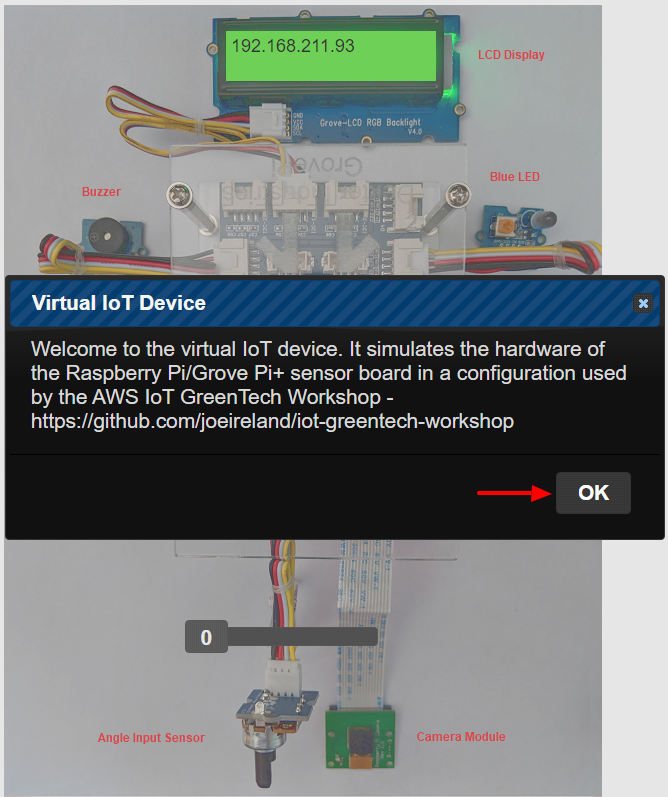 192.168.211.93
LCD Display
GND
VCC
SDA
SCL
Grove-LCD RGB Backlight
V4.0
Buzzer
Blue LED
Virtual IoT Device
Welcome to the virtual IoT device. It simulates the hardware of
the Raspberry Pi/Grove Pi+ sensor board in a configuration used
by the AWS IoT GreenTech Workshop -
https://github.com/joeireland/iot-greentech-workshop
OK
0
Angle Input Sensor
Camera Module